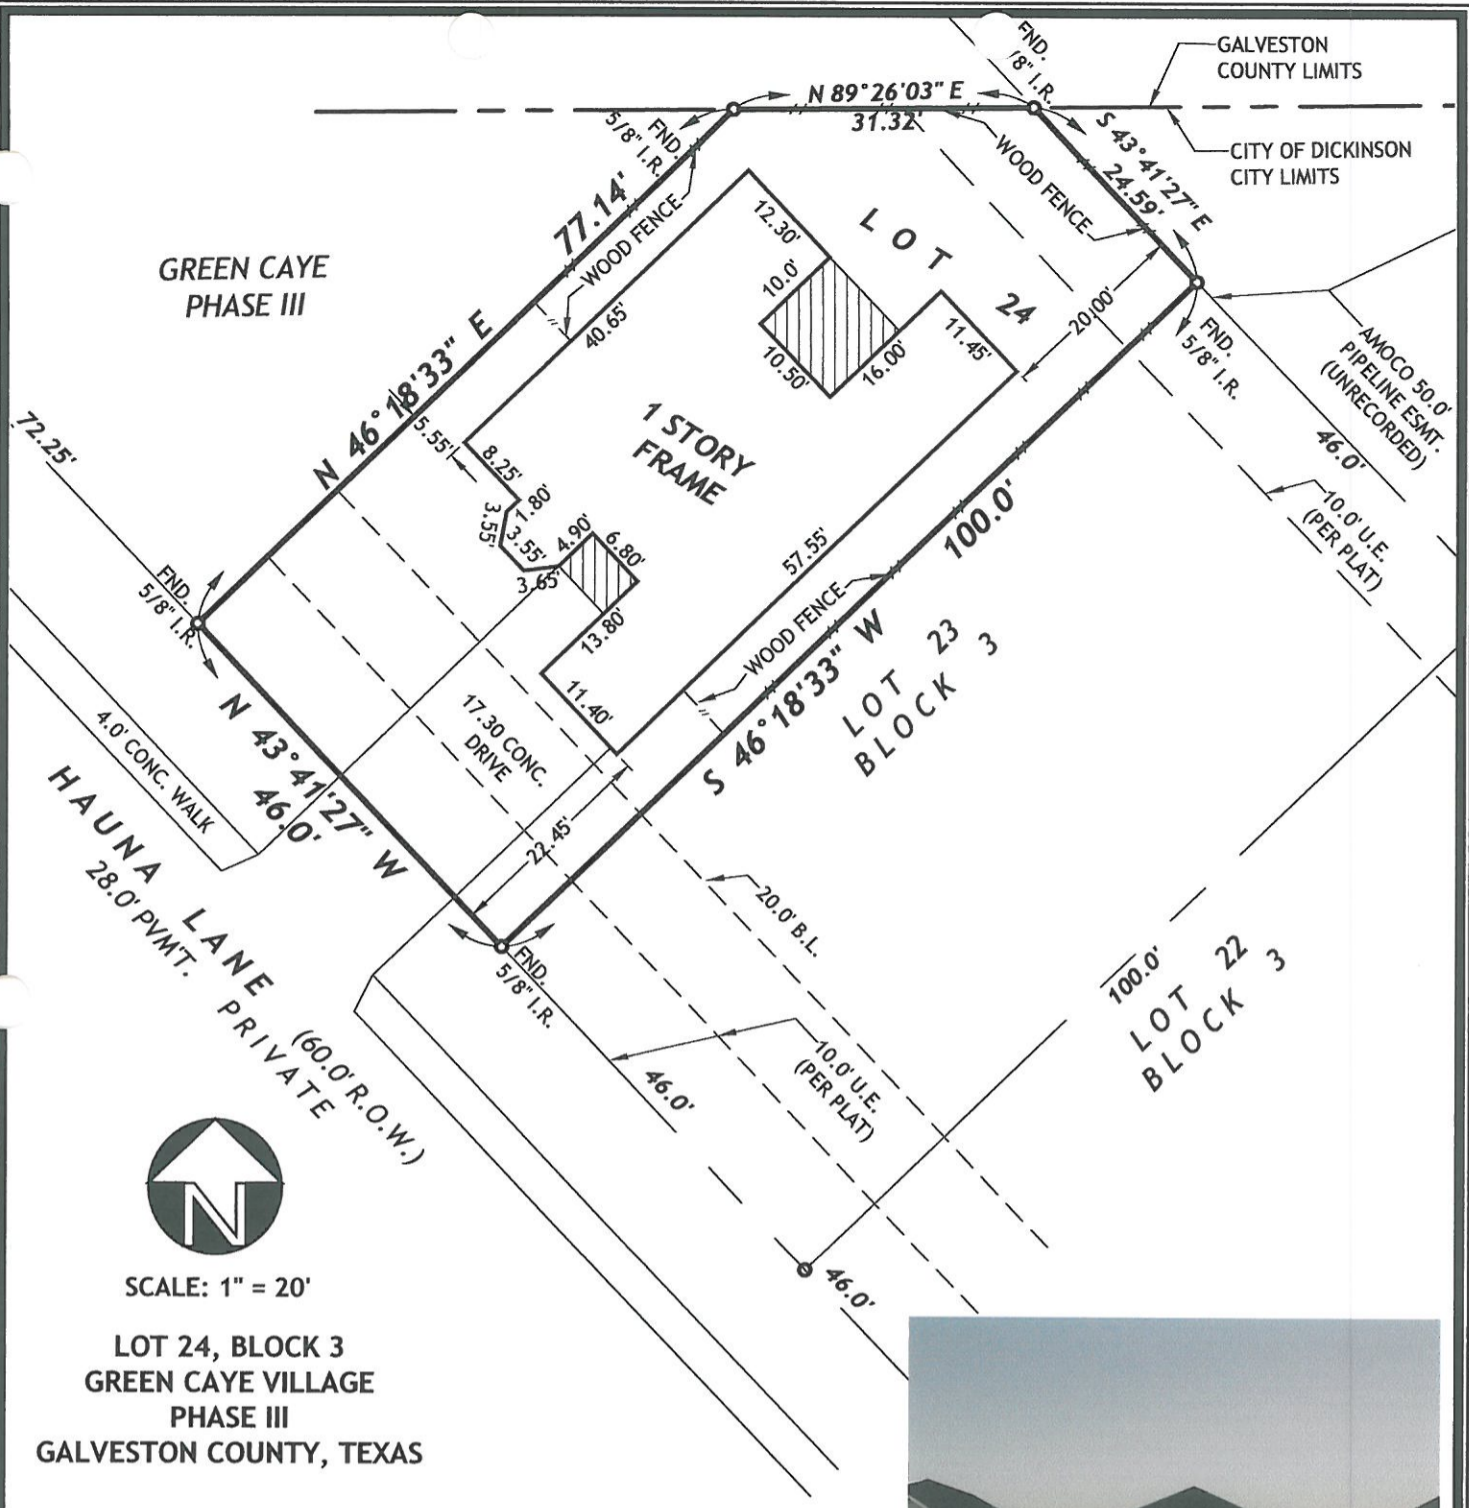 FND.
/8" I.R.
GALVESTON
COUNTY LIMITS
N 89°26'03" E
31.32'
FND.
5/8" I.R.
S 43°41'27" E
24.59'
CITY OF DICKINSON
CITY LIMITS
WOOD FENCE
77.14'
WOOD FENCE
12.30'
LOT 24
GREEN CAYE
PHASE III
10.0'
40.65'
20.00'
11.45'
FND.
5/8" I.R.
AMOCO 50.0'
PIPELINE ESMT.
(UNRECORDED)
10.50'
16.00'
N 46°18'33" E
72.25'
5.55'
1 STORY
FRAME
46.0'
8.25'
1.80'
3.55'
3.55'
3.65'
4.90'
6.80'
10.0' U.E.
(PER PLAT)
100.0'
57.55'
FND.
5/8" I.R.
13.80'
WOOD FENCE
LOT 23
BLOCK 3
S 46°18'33" W
11.40'
17.30 CONC.
DRIVE
4.0' CONC. WALK
N 43°41'27" W
46.0'
22.45'
HAUNA LANE
28.0' PVM'T. PRIVATE
(60.0' R.O.W.)
20.0' B.L.
FND.
5/8" I.R.
100.0'
LOT 22
BLOCK 3
10.0' U.E.
(PER PLAT)
46.0'
N
46.0'
SCALE: 1" = 20'
LOT 24, BLOCK 3
GREEN CAYE VILLAGE
PHASE III
GALVESTON COUNTY, TEXAS